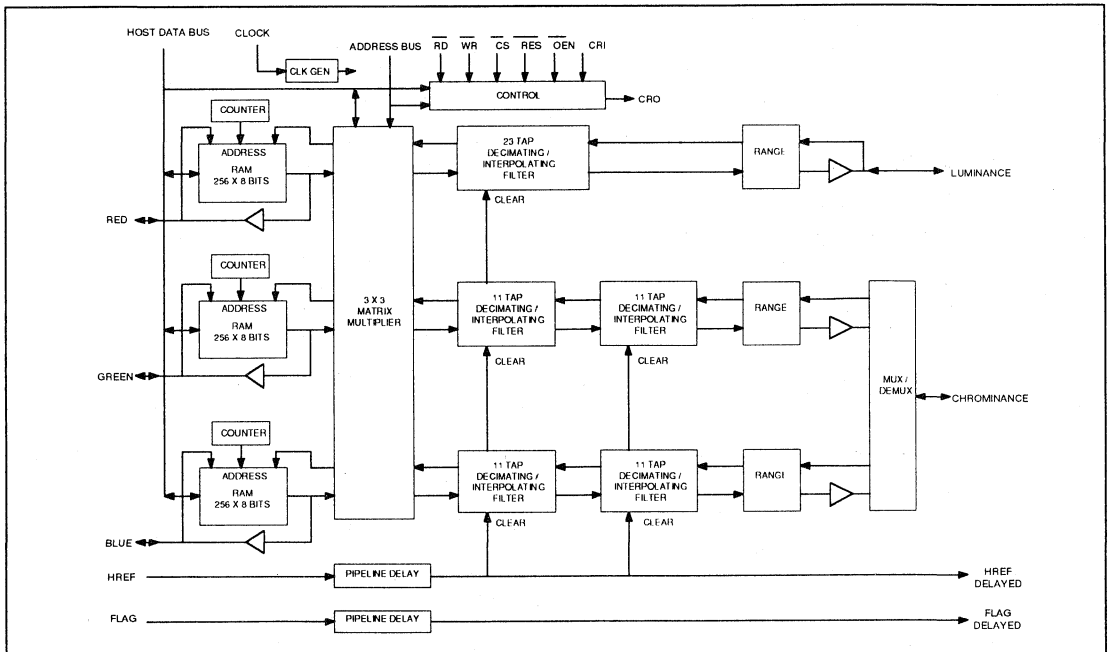 HOST DATA BUS
CLOCK
ADDRESS BUS
RD
WR
CS
RES
OEN
CRI
CLK GEN
CONTROL
CRO
COUNTER
ADDRESS
RAM
256 X 8 BITS
RED
3 X 3
MATRIX
MULTIPLIER
23 TAP
DECIMATING /
INTERPOLATING
FILTER
CLEAR
RANGE
LUMINANCE
COUNTER
ADDRESS
RAM
256 X 8 BITS
GREEN
11 TAP
DECIMATING /
INTERPOLATING
FILTER
CLEAR
11 TAP
DECIMATING /
INTERPOLATING
FILTER
CLEAR
RANGE
MUX /
DEMUX
CHROMINANCE
COUNTER
ADDRESS
RAM
256 X 8 BITS
BLUE
11 TAP
DECIMATING /
INTERPOLATING
FILTER
CLEAR
11 TAP
DECIMATING /
INTERPOLATING
FILTER
CLEAR
RANGE
HREF
PIPELINE DELAY
HREF
DELAYED
FLAG
PIPELINE DELAY
FLAG
DELAYED